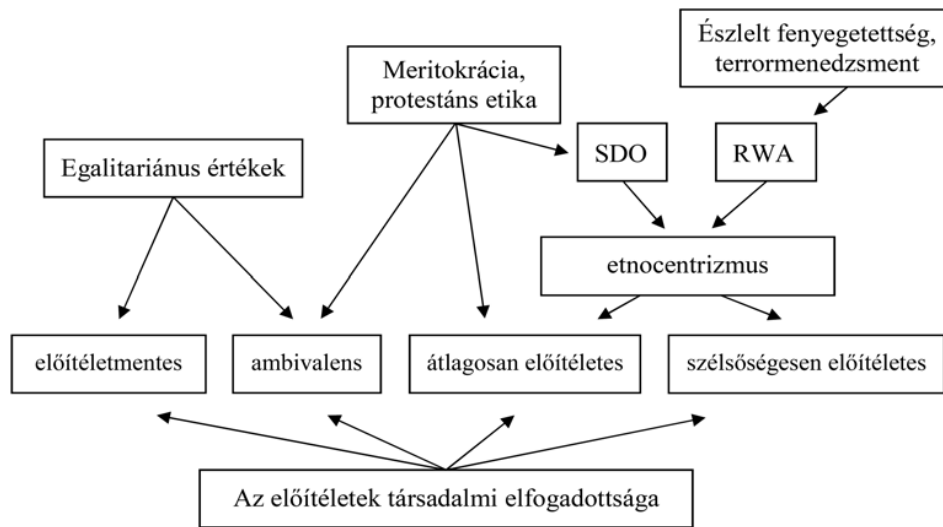 Észlelt fenyegetettség,
terrormenedzsment
Meritokrácia,
protestáns etika
SDO
RWA
Egalitariánus értékek
etnocentrizmus
előítéletmentes
ambivalens
átlagosan előítéletes
szélsőségesen előítéletes
Az előítéletek társadalmi elfogadottsága